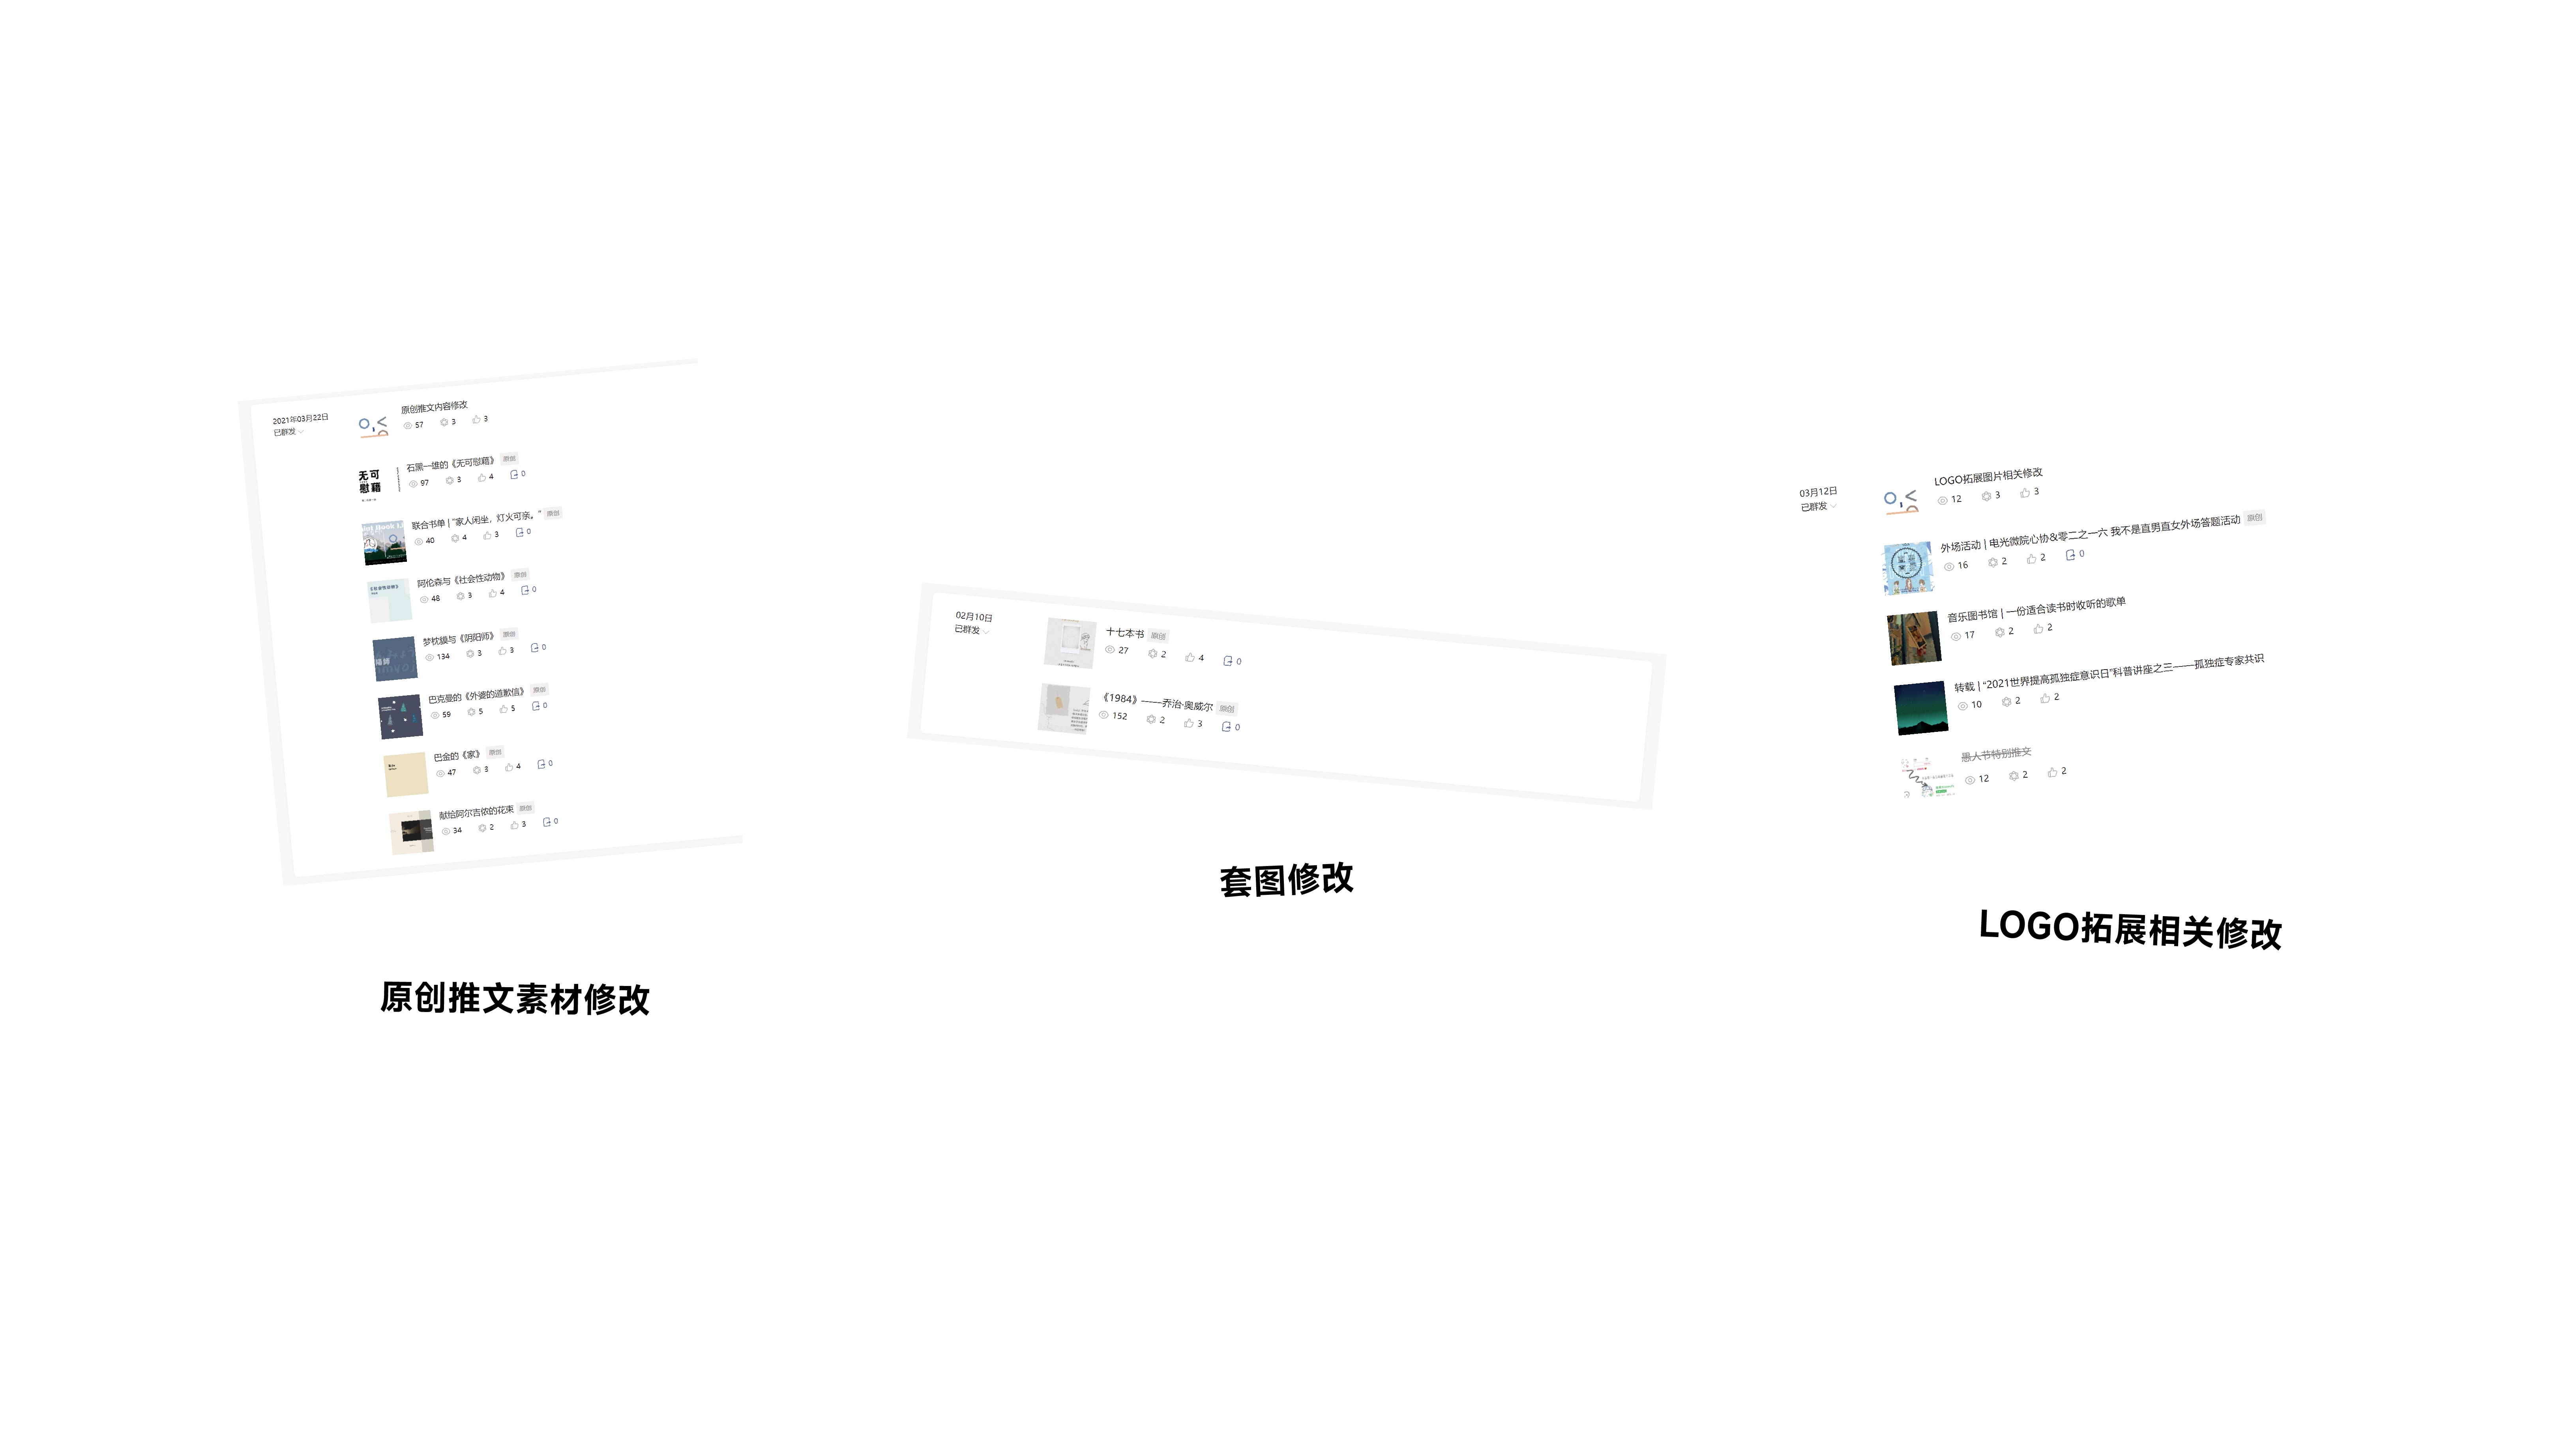 2021年03月22日
已群发
原创推文内容修改
57 3 3
无可
慰藉
石黑一雄的《无可慰藉》 原创
97 3 4 0
联合书单 | "家人闲坐，灯火可亲。" 原创
40 4 3 0
阿伦森与《社会性动物》 原创
48 3 4 0
梦枕貘与《阴阳师》 原创
134 3 3 0
巴克曼的《外婆的道歉信》 原创
59 5 5 0
巴金的《家》 原创
47 3 4 0
献给阿尔吉侬的花束 原创
34 2 3 0
原创推文素材修改
02月10日
已群发
十七本书 原创
27 2 4 0
《1984》——乔治·奥威尔 原创
152 2 3 0
套图修改
03月12日
已群发
LOGO拓展图片相关修改
12 3 3
外场活动 | 电光微院心协&零二之一六 我不是直男直女外场答题活动 原创
16 2 2 0
音乐图书馆 | 一份适合读书时收听的歌单
17 2 2
转载 | "2021世界提高孤独症意识日"科普讲座之三——孤独症专家共识
10 2 2
愚人节特别推文
12 2 2
LOGO拓展相关修改